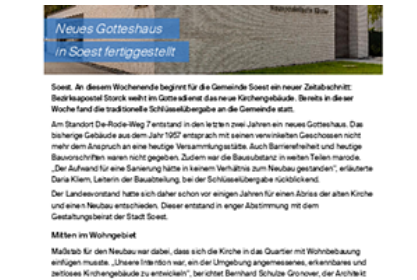 Neues Gotteshaus
in Soest fertiggestellt
Soest. An diesem Wochenende beginnt für die Gemeinde Soest ein neuer Zeitabschnitt:
Bezirksapostel Storck weiht im Gottesdienst das neue Kirchengebäude. Bereits in dieser
Woche fand die traditionelle Schlüsselübergabe an die Gemeinde statt.
Am Standort De-Rode-Weg 7 entstand in den letzten zwei Jahren ein neues Gotteshaus. Das
bisherige Gebäude aus dem Jahr 1957 entsprach mit seinen verwinkelten Geschossen nicht
mehr dem Anspruch an eine heutige Versammlungsstätte. Auch Barrierefreiheit und heutige
Bauvorschriften waren nicht gegeben. Zudem war die Bausubstanz in weiten Teilen marode.
„Der Aufwand für eine Sanierung hätte in keinem Verhältnis zum Neubau gestanden“, erläuterte
Daria Kliem, Leiterin der Bauabteilung, bei der Schlüsselübergabe rückblickend.
Der Landesvorstand hatte sich daher schon vor einigen Jahren für einen Abriss der alten Kirche
und einen Neubau entschieden. Dieser entstand in enger Abstimmung mit dem
Gestaltungsbeirat der Stadt Soest.
Mitten im Wohngebiet
Maßstab für den Neubau war dabei, dass sich die Kirche in das Quartier mit Wohnbebauung
einfügen musste. „Unsere Intention war, ein der Umgebung angemessenes, erkennbares und
zeitloses Kirchengebäude zu entwickeln“, berichtet Bernhard Schulze Gronover, der Architekt